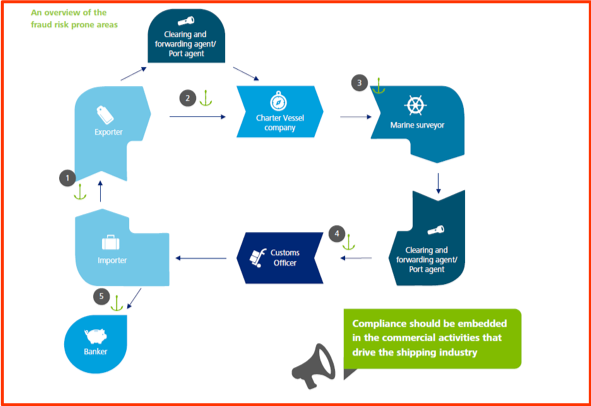 An overview of the
fraud risk prone areas
Clearing and
forwarding agent/
Port agent
2
3
Exporter
Charter Vessel
company
Marine surveyor
1
4
Importer
Customs
Officer
Clearing and
forwarding agent/
Port agent
5
Banker
Compliance should be embedded
in the commercial activities that
drive the shipping industry